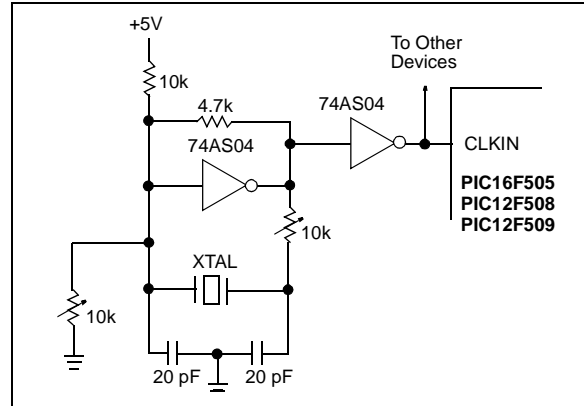 +5V
10k
4.7k
74AS04
74AS04
To Other
Devices
CLKIN
PIC16F505
PIC12F508
PIC12F509
10k
XTAL
10k
20 pF
20 pF